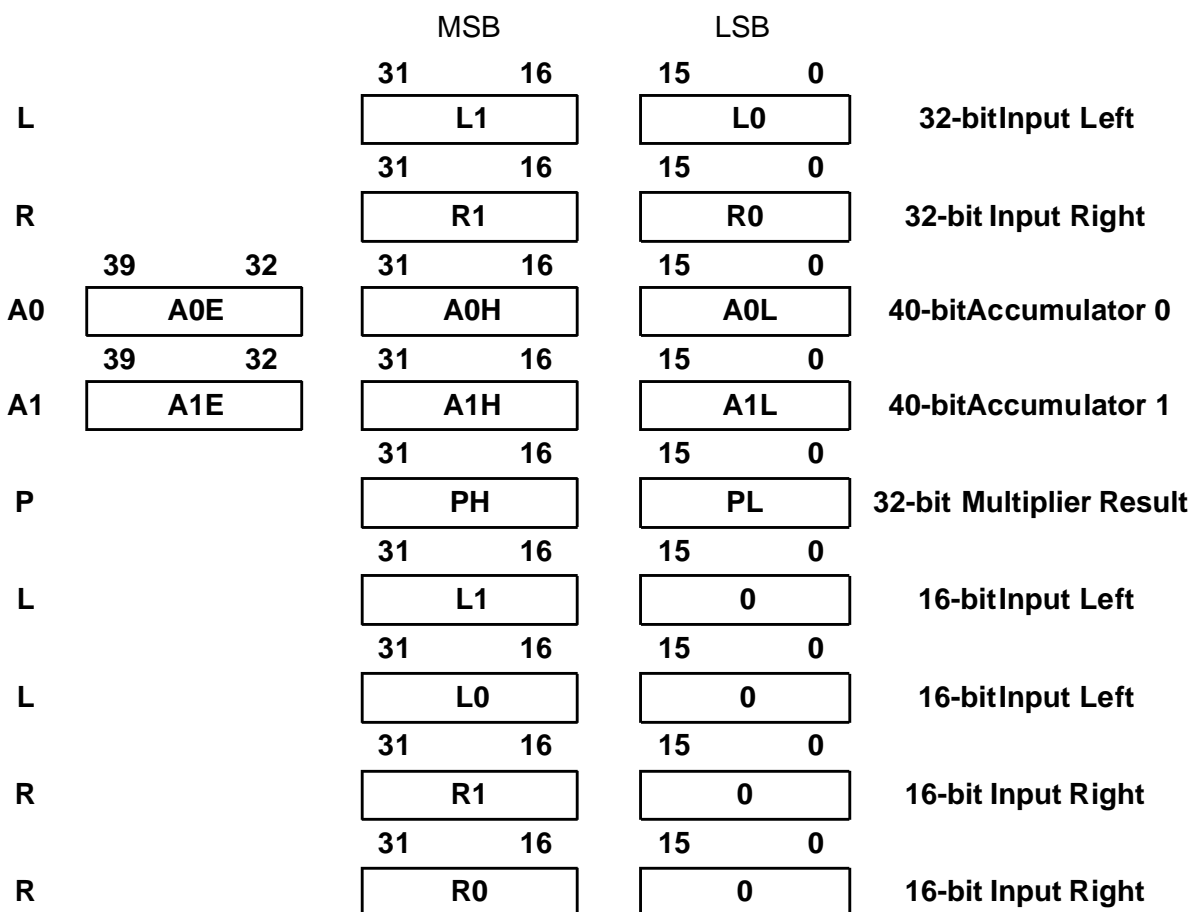 MSB LSB
31 16 15 0
L L1 L0 32-bitInput Left
31 16 15 0
R R1 R0 32-bit Input Right
39 32 31 16 15 0
A0 A0E A0H A0L 40-bitAccumulator 0
39 32 31 16 15 0
A1 A1E A1H A1L 40-bitAccumulator 1
31 16 15 0
P PH PL 32-bit Multiplier Result
31 16 15 0
L L1 0 16-bitInput Left
31 16 15 0
L L0 0 16-bitInput Left
31 16 15 0
R R1 0 16-bit Input Right
31 16 15 0
R R0 0 16-bit Input Right